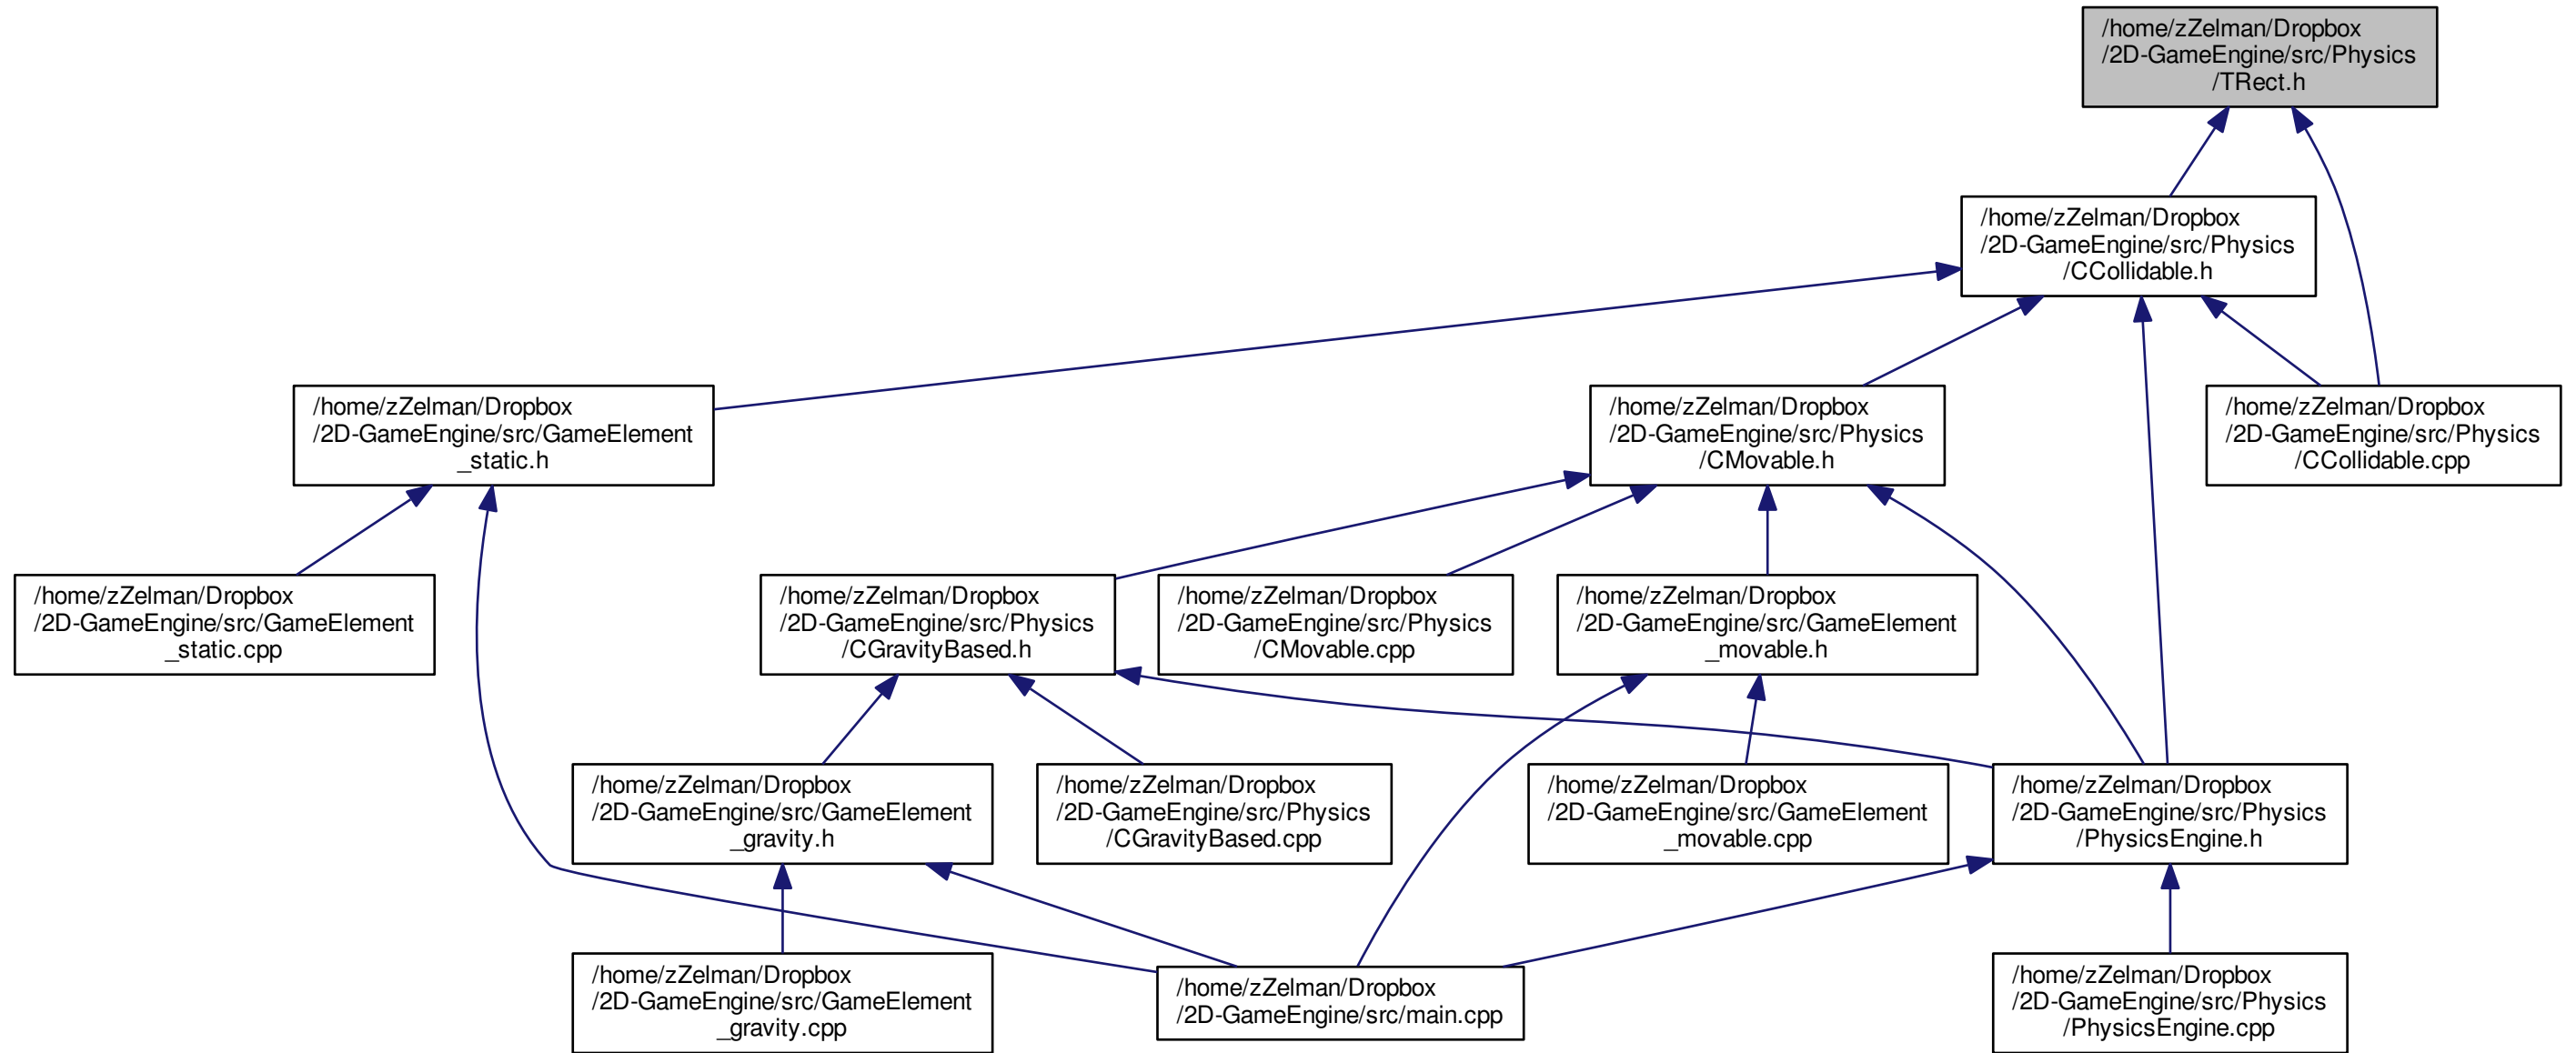 /home/zZelman/Dropbox
/2D-GameEngine/src/Physics
/TRect.h
/home/zZelman/Dropbox
/2D-GameEngine/src/Physics
/CCollidable.h
/home/zZelman/Dropbox
/2D-GameEngine/src/GameElement
_static.h
/home/zZelman/Dropbox
/2D-GameEngine/src/Physics
/CMovable.h
/home/zZelman/Dropbox
/2D-GameEngine/src/Physics
/CCollidable.cpp
/home/zZelman/Dropbox
/2D-GameEngine/src/GameElement
_static.cpp
/home/zZelman/Dropbox
/2D-GameEngine/src/Physics
/CGravityBased.h
/home/zZelman/Dropbox
/2D-GameEngine/src/Physics
/CMovable.cpp
/home/zZelman/Dropbox
/2D-GameEngine/src/GameElement
_movable.h
/home/zZelman/Dropbox
/2D-GameEngine/src/GameElement
_gravity.h
/home/zZelman/Dropbox
/2D-GameEngine/src/Physics
/CGravityBased.cpp
/home/zZelman/Dropbox
/2D-GameEngine/src/GameElement
_movable.cpp
/home/zZelman/Dropbox
/2D-GameEngine/src/Physics
/PhysicsEngine.h
/home/zZelman/Dropbox
/2D-GameEngine/src/GameElement
_gravity.cpp
/home/zZelman/Dropbox
/2D-GameEngine/src/main.cpp
/home/zZelman/Dropbox
/2D-GameEngine/src/Physics
/PhysicsEngine.cpp